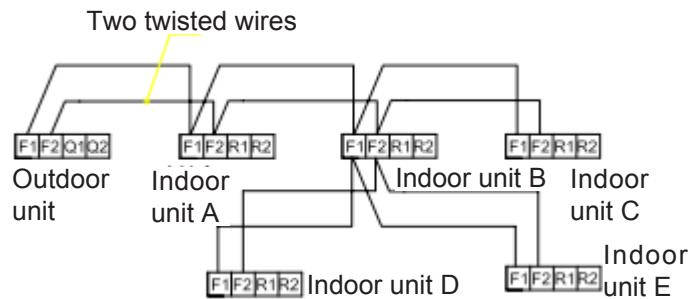 Two twisted wires
F1 F2 Q1 Q2
F1 F2 R1 R2
F1 F2 R1 R2
F1 F2 R1 R2
Outdoor
unit
Indoor
unit A
Indoor unit B
Indoor
unit C
F1 F2 R1 R2
Indoor unit D
F1 F2 R1 R2
Indoor
unit E